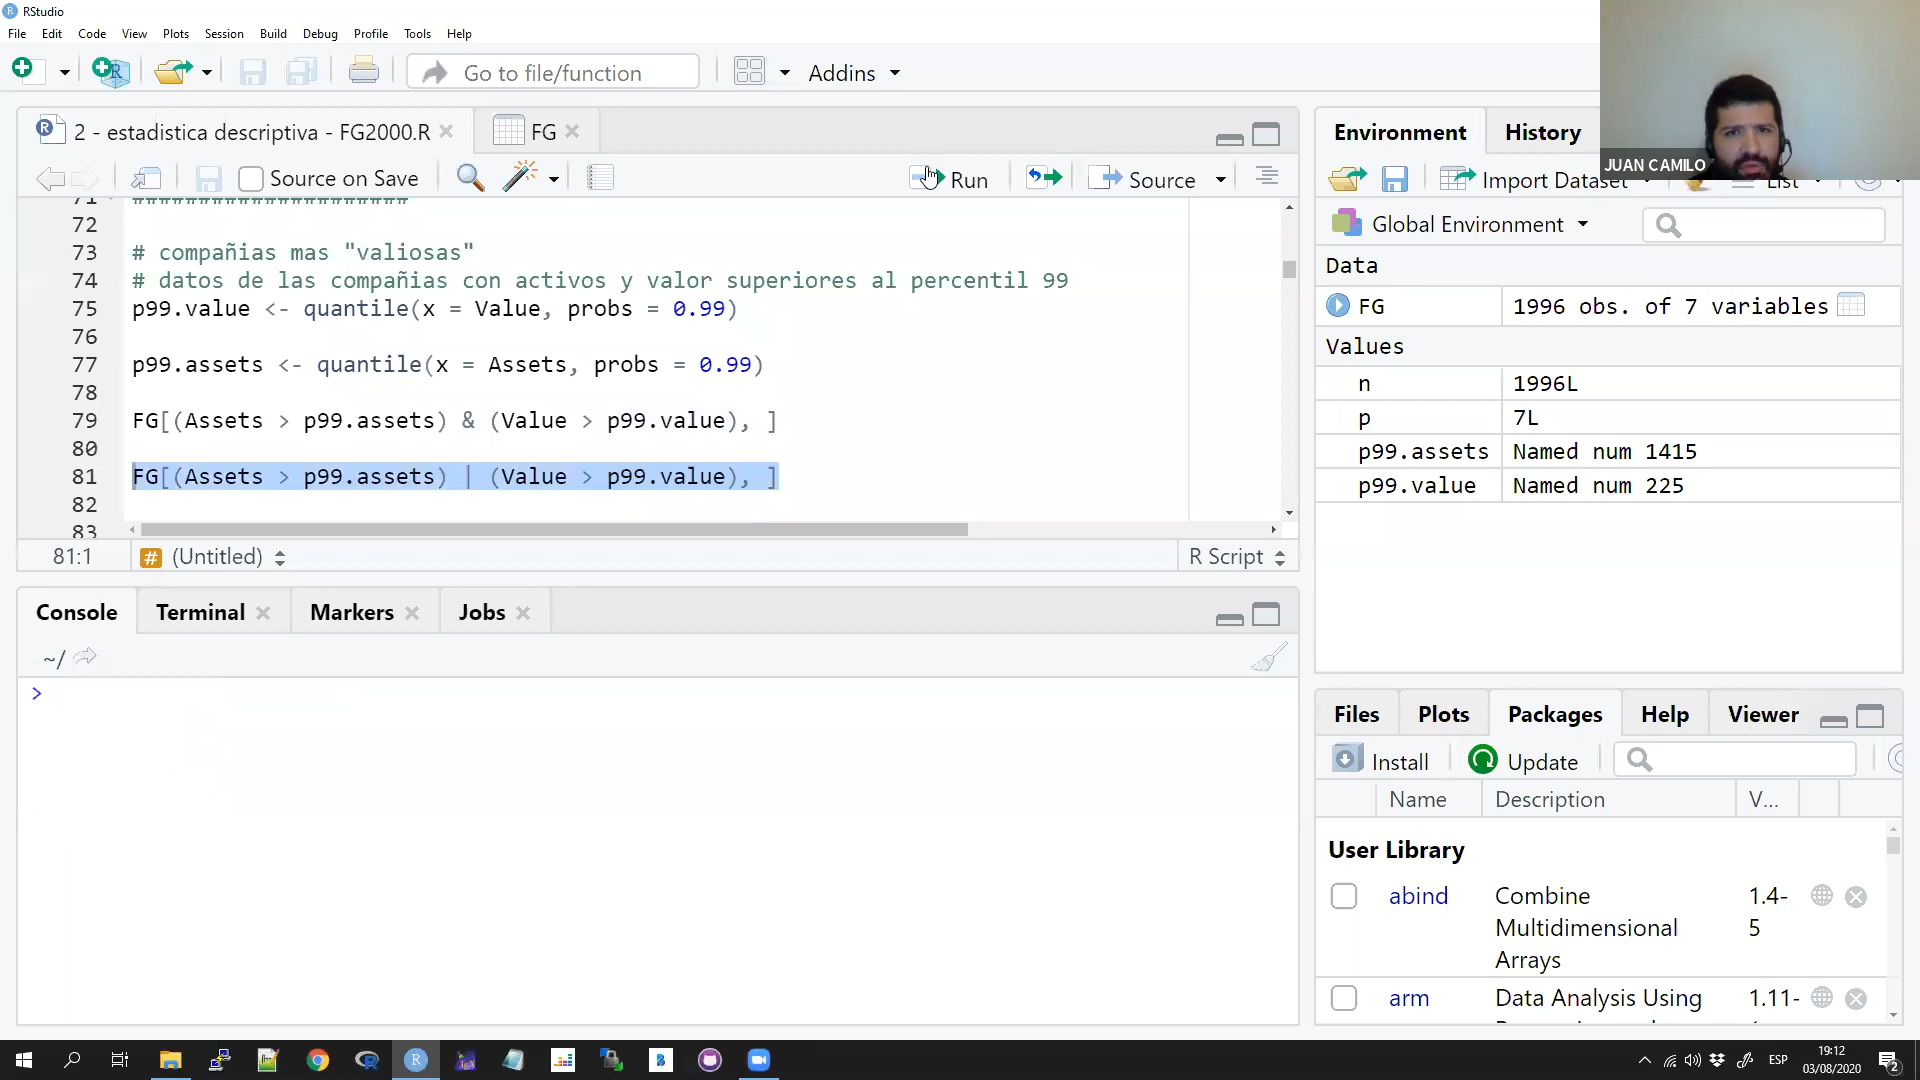 RStudio
File Edit Code View Plots Session Build Debug Profile Tools Help
Go to file/function
Addins
2 - estadistica descriptiva - FG2000.R
FG
Source on Save
Run
Source
71 #####################
72
73 # compañias mas "valiosas"
74 # datos de las compañias con activos y valor superiores al percentil 99
75 p99.value <- quantile(x = Value, probs = 0.99)
76
77 p99.assets <- quantile(x = Assets, probs = 0.99)
78
79 FG[(Assets > p99.assets) & (Value > p99.value), ]
80
81 FG[(Assets > p99.assets) | (Value > p99.value), ]
82
83
81:1
# (Untitled)
R Script
Console Terminal Markers Jobs
~/
>
Environment History
JUAN CAMILO
Import Dataset
List
Global Environment
Data
FG 1996 obs. of 7 variables
Values
n 1996L
p 7L
p99.assets Named num 1415
p99.value Named num 225
Files Plots Packages Help Viewer
Install Update
Name Description V...
User Library
abind Combine Multidimensional Arrays 1.4-5
arm Data Analysis Using 1.11-
ESP
19:12
03/08/2020
2